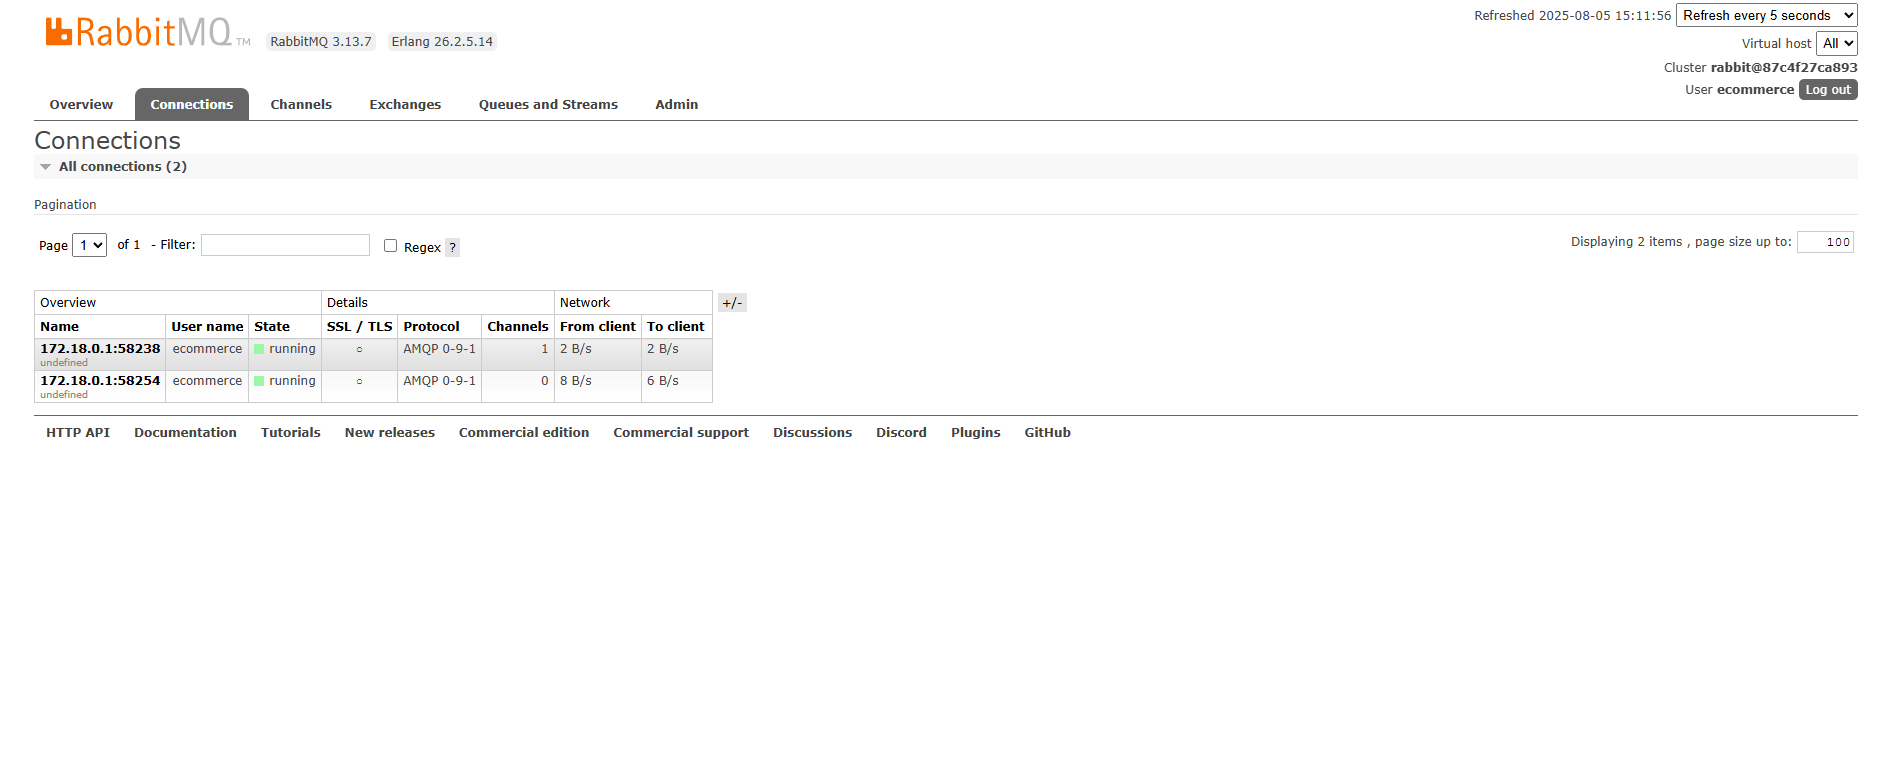 RabbitMQ TM RabbitMQ 3.13.7 Erlang 26.2.5.14
Refreshed 2025-08-05 15:11:56 Refresh every 5 seconds
Virtual host All
Cluster rabbit@87c4f27ca893
User ecommerce Log out
Overview Connections Channels Exchanges Queues and Streams Admin
Connections
All connections (2)
Pagination
Page 1 of 1 - Filter: Regex ? Displaying 2 items , page size up to: 100
Overview Details Network +/-
Name User name State SSL / TLS Protocol Channels From client To client
172.18.0.1:58238 ecommerce running ○ AMQP 0-9-1 1 2 B/s 2 B/s
undefined
172.18.0.1:58254 ecommerce running ○ AMQP 0-9-1 0 8 B/s 6 B/s
undefined
HTTP API Documentation Tutorials New releases Commercial edition Commercial support Discussions Discord Plugins GitHub